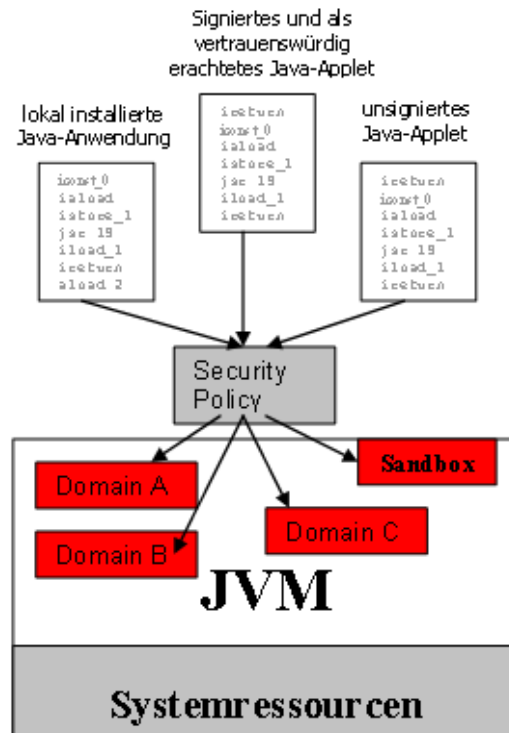 Signiertes und als
vertrauenswürdig
erachtetes Java-Applet
lokal installierte
Java-Anwendung
unsigniertes
Java-Applet
iconst_0
iaload
istore_1
jsr 19
iload_1
ireturn
aload 2
ireturn
iconst_0
iaload
istore_1
jsr 19
iload_1
ireturn
ireturn
iconst_0
iaload
istore_1
jsr 19
iload_1
ireturn
Security
Policy
Sandbox
Domain A
Domain C
Domain B
JVM
Systemressourcen